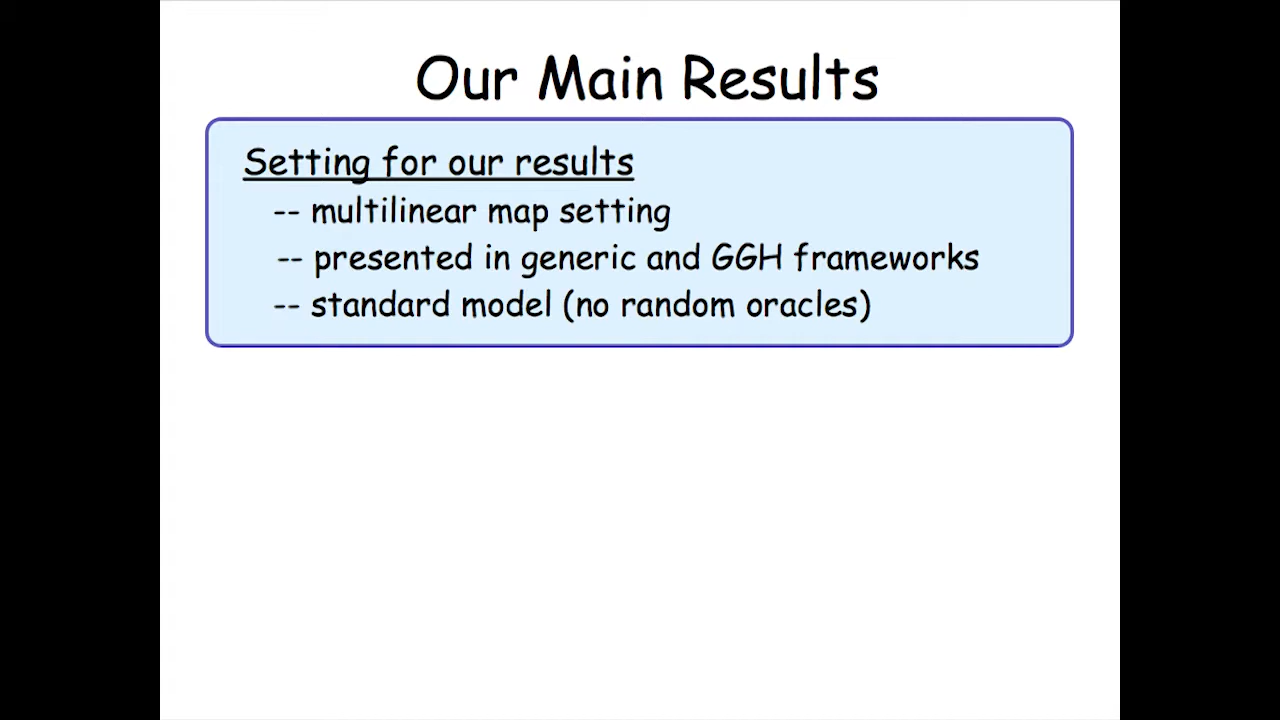 Our Main Results
Setting for our results
-- multilinear map setting
-- presented in generic and GGH frameworks
-- standard model (no random oracles)